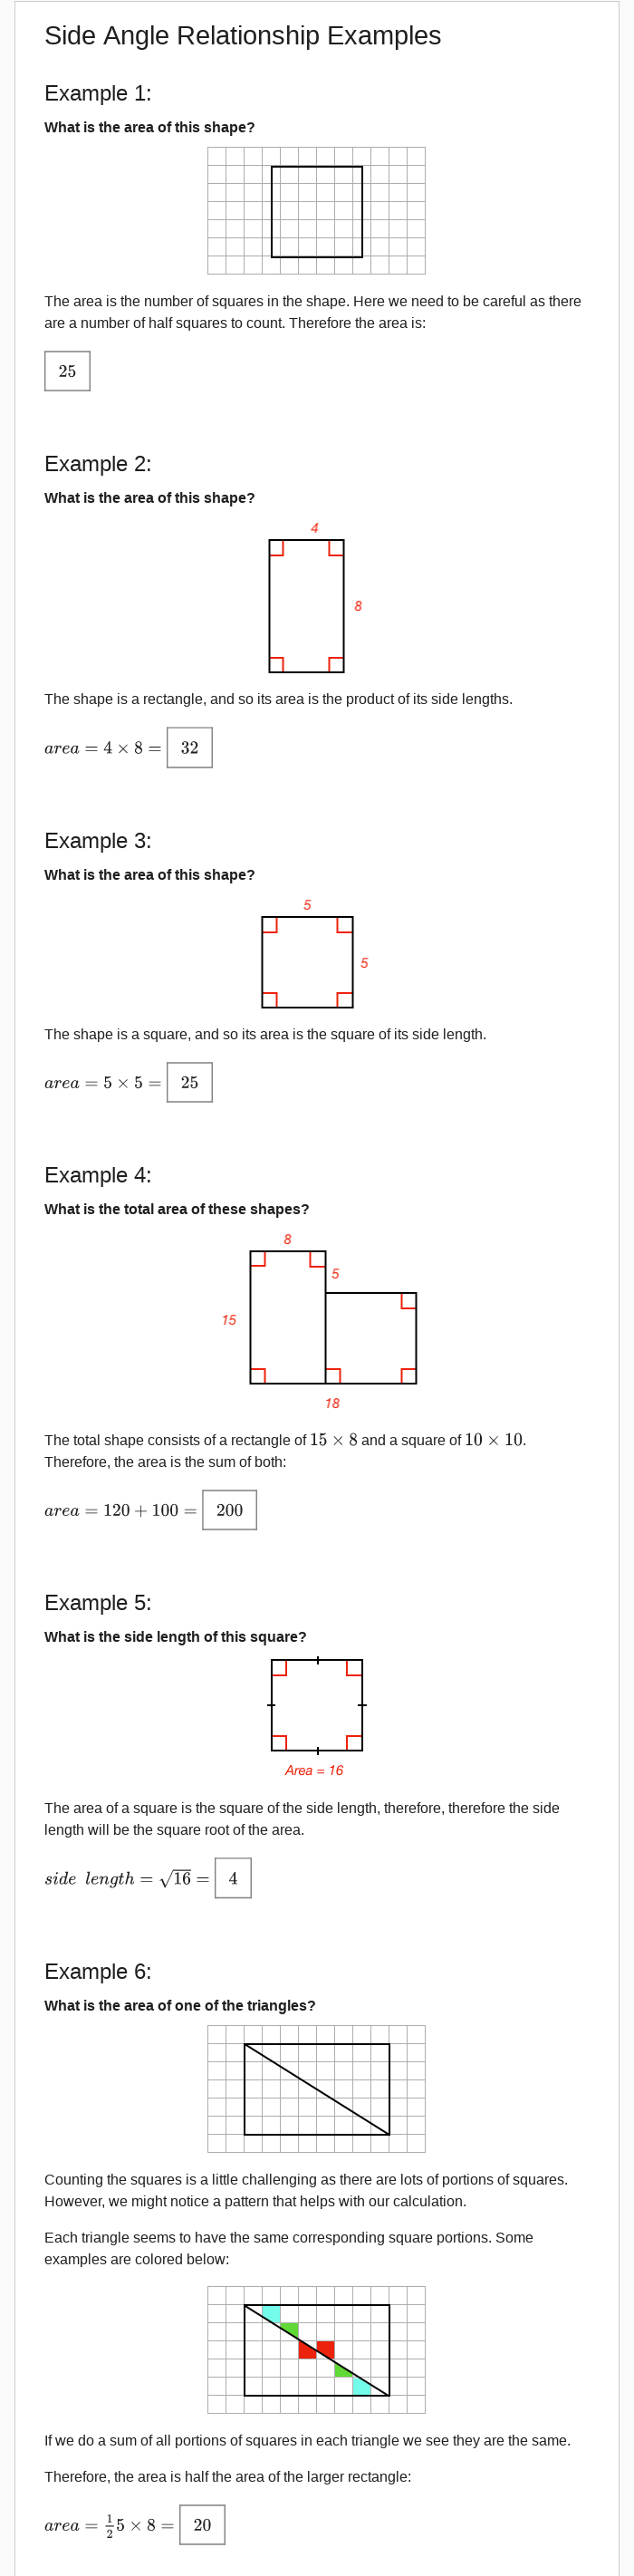 Side Angle Relationship Examples
Example 1:
What is the area of this shape?
The area is the number of squares in the shape. Here we need to be careful as there
are a number of half squares to count. Therefore the area is:
25
Example 2:
What is the area of this shape?
4
8
The shape is a rectangle, and so its area is the product of its side lengths.
area = 4 × 8 = 32
Example 3:
What is the area of this shape?
5
5
The shape is a square, and so its area is the square of its side length.
area = 5 × 5 = 25
Example 4:
What is the total area of these shapes?
8
5
15
18
The total shape consists of a rectangle of 15 × 8 and a square of 10 × 10.
Therefore, the area is the sum of both:
area = 120 + 100 = 200
Example 5:
What is the side length of this square?
Area = 16
The area of a square is the square of the side length, therefore, therefore the side
length will be the square root of the area.
side length = √16 = 4
Example 6:
What is the area of one of the triangles?
Counting the squares is a little challenging as there are lots of portions of squares.
However, we might notice a pattern that helps with our calculation.
Each triangle seems to have the same corresponding square portions. Some
examples are colored below:
If we do a sum of all portions of squares in each triangle we see they are the same.
Therefore, the area is half the area of the larger rectangle:
area = 1/2 5 × 8 = 20